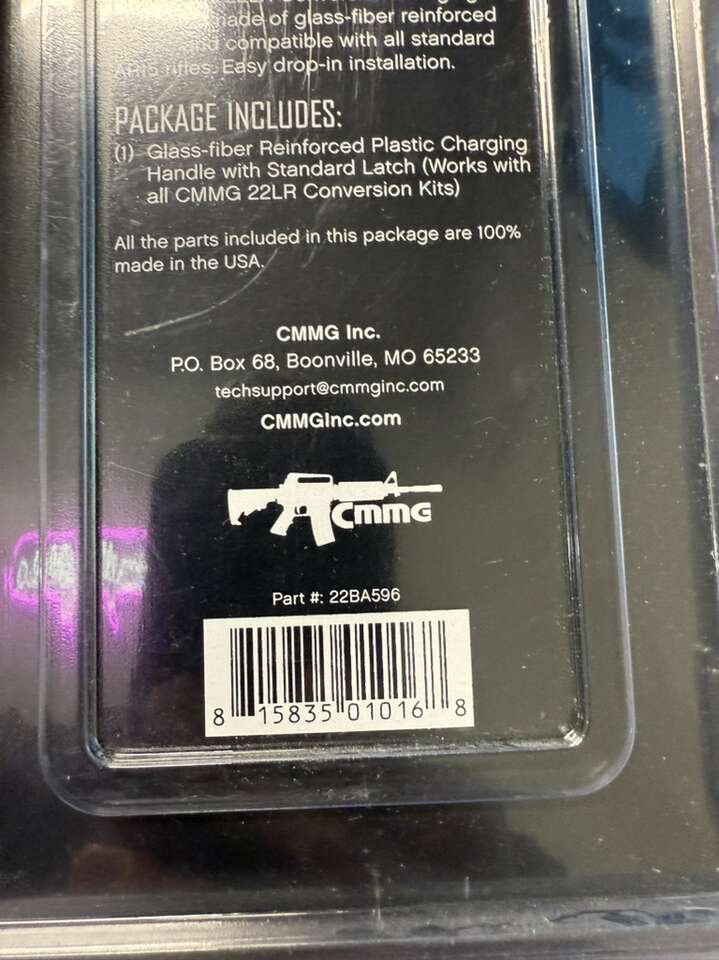 made of glass-fiber reinforced
compatible with all standard
AR15 rifles. Easy drop-in installation.
PACKAGE INCLUDES:
(1) Glass-fiber Reinforced Plastic Charging
Handle with Standard Latch (Works with
all CMMG 22LR Conversion Kits)
All the parts included in this package are 100%
made in the USA.
CMMG Inc.
P.O. Box 68, Boonville, MO 65233
techsupport@cmmginc.com
CMMGInc.com
CMMG
Part #: 22BA596
8 15835 01016 8